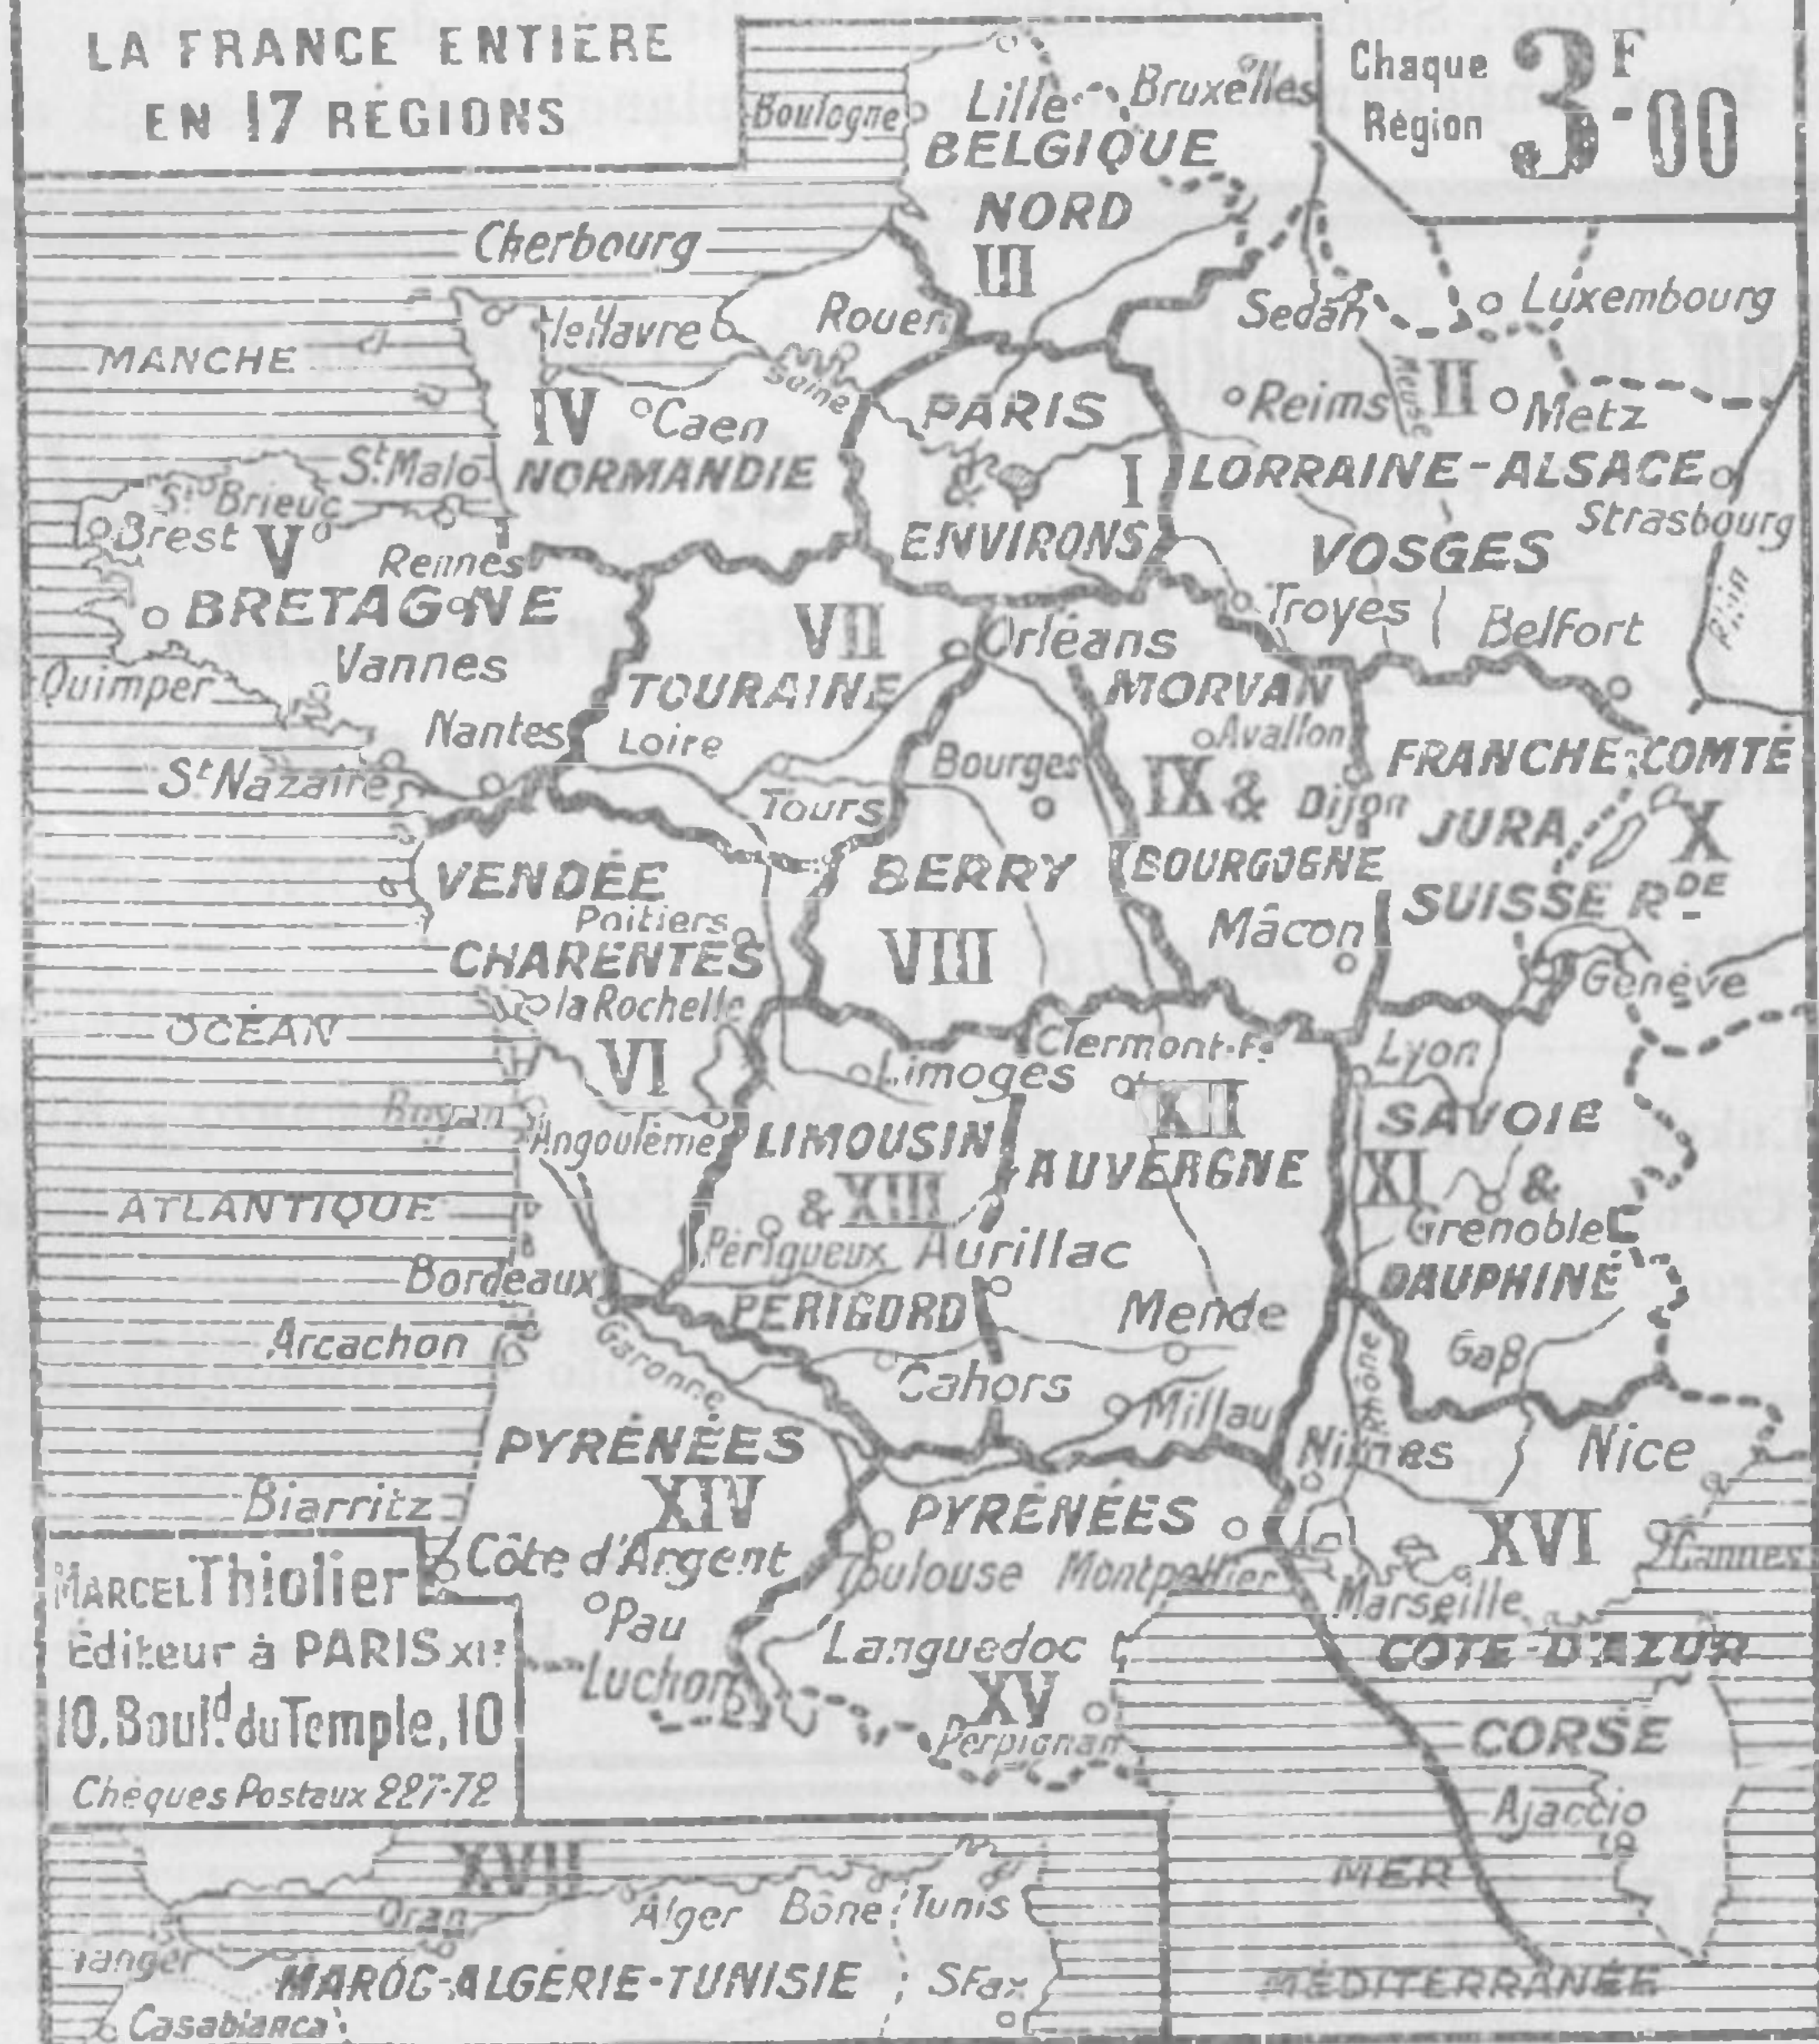 LA FRANCE ENTIÈRE
EN 17 RÉGIONS
Chaque
Région
3F-00
Boulogne
Lille
Bruxelles
BELGIQUE
NORD
III
Cherbourg
le Havre
Rouen
Sedan
Luxembourg
MANCHE
Seine
IV
Caen
NORMANDIE
PARIS
&
I
ENVIRONS
Reims
Meuse
II
Metz
LORRAINE-ALSACE
Strasbourg
VOSGES
St Malo
St Brieuc
Brest
V
Rennes
BRETAGNE
Vannes
Quimper
Nantes
St Nazaire
VII
TOURAINE
Loire
Tours
Orléans
Troyes
Belfort
Rhin
MORVAN
Avallon
IX &
Dijon
BOURGOGNE
Mâcon
FRANCHE-COMTÉ
JURA
X
SUISSE RDE
Genève
Bourges
BERRY
VIII
VENDÉE
Poitiers
CHARENTES
la Rochelle
VI
OCÉAN
Royan
Angoulême
Limoges
Clermont-F.
Lyon
XII
LIMOUSIN
AUVERGNE
SAVOIE
XI
&
Grenoble
DAUPHINÉ
& XIII
ATLANTIQUE
Périgueux
Aurillac
Bordeaux
PÉRIGORD
Mende
Arcachon
Garonne
Cahors
Millau
Rhône
Gap
PYRÉNÉES
XIV
Nimes
Nice
Biarritz
PYRÉNÉES
XVI
Côte d'Argent
Toulouse
Montpellier
Cannes
Marseille
Pau
Languedoc
COTE-D'AZUR
Luchon
XV
Perpignan
CORSE
Ajaccio
MER
MÉDITERRANÉE
MARCEL Thiolier
Éditeur à PARIS
10. Bould. du Temple, 10
Chèques Postaux 227-72
XVII
Oran
Alger
Bône
Tunis
Tanger
MAROC-ALGÉRIE-TUNISIE
SFax
Casablanca